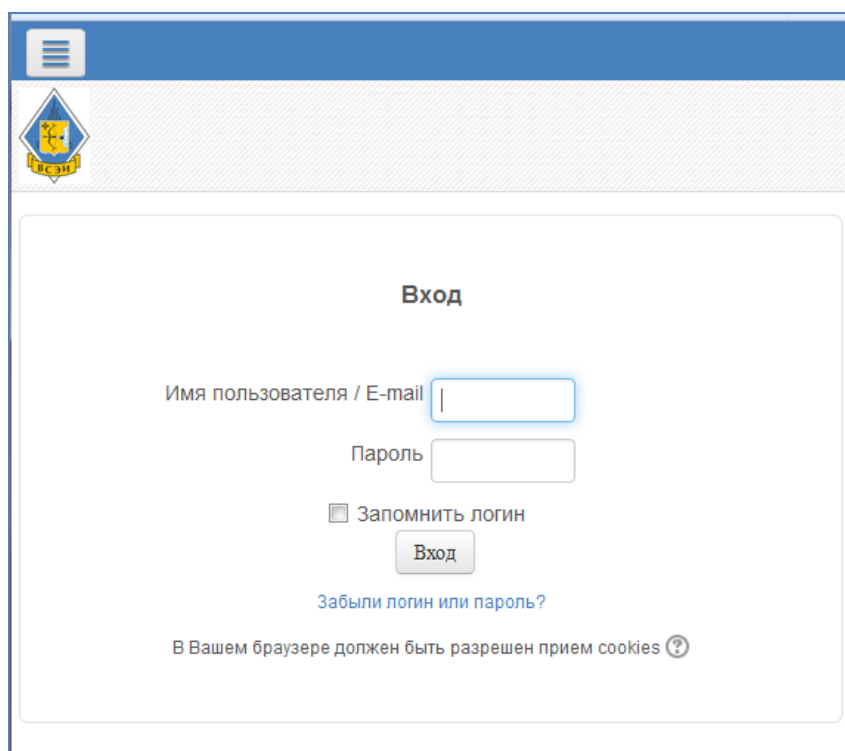 ВСЭИ
Вход
Имя пользователя / E-mail
Пароль
Запомнить логин
Вход
Забыли логин или пароль?
В Вашем браузере должен быть разрешен прием cookies ?